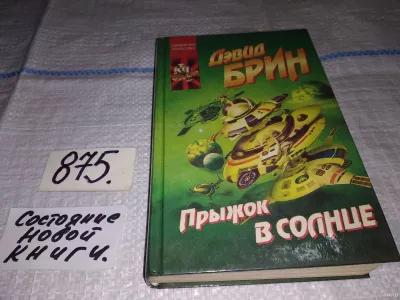 Дэвид
БРИН
Прыжок
В СОЛНЦЕ
875.
Состояние
новой
книги.